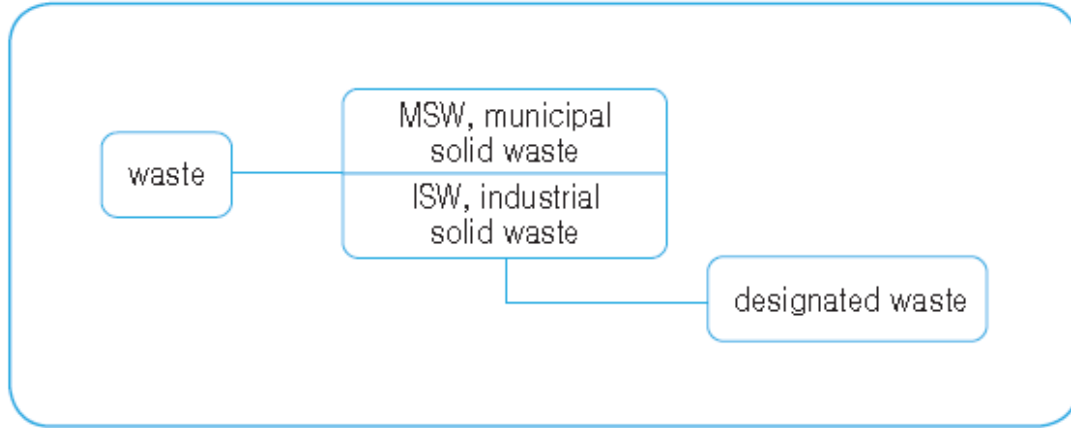 waste
MSW, municipal
solid waste
ISW, industrial
solid waste
designated waste